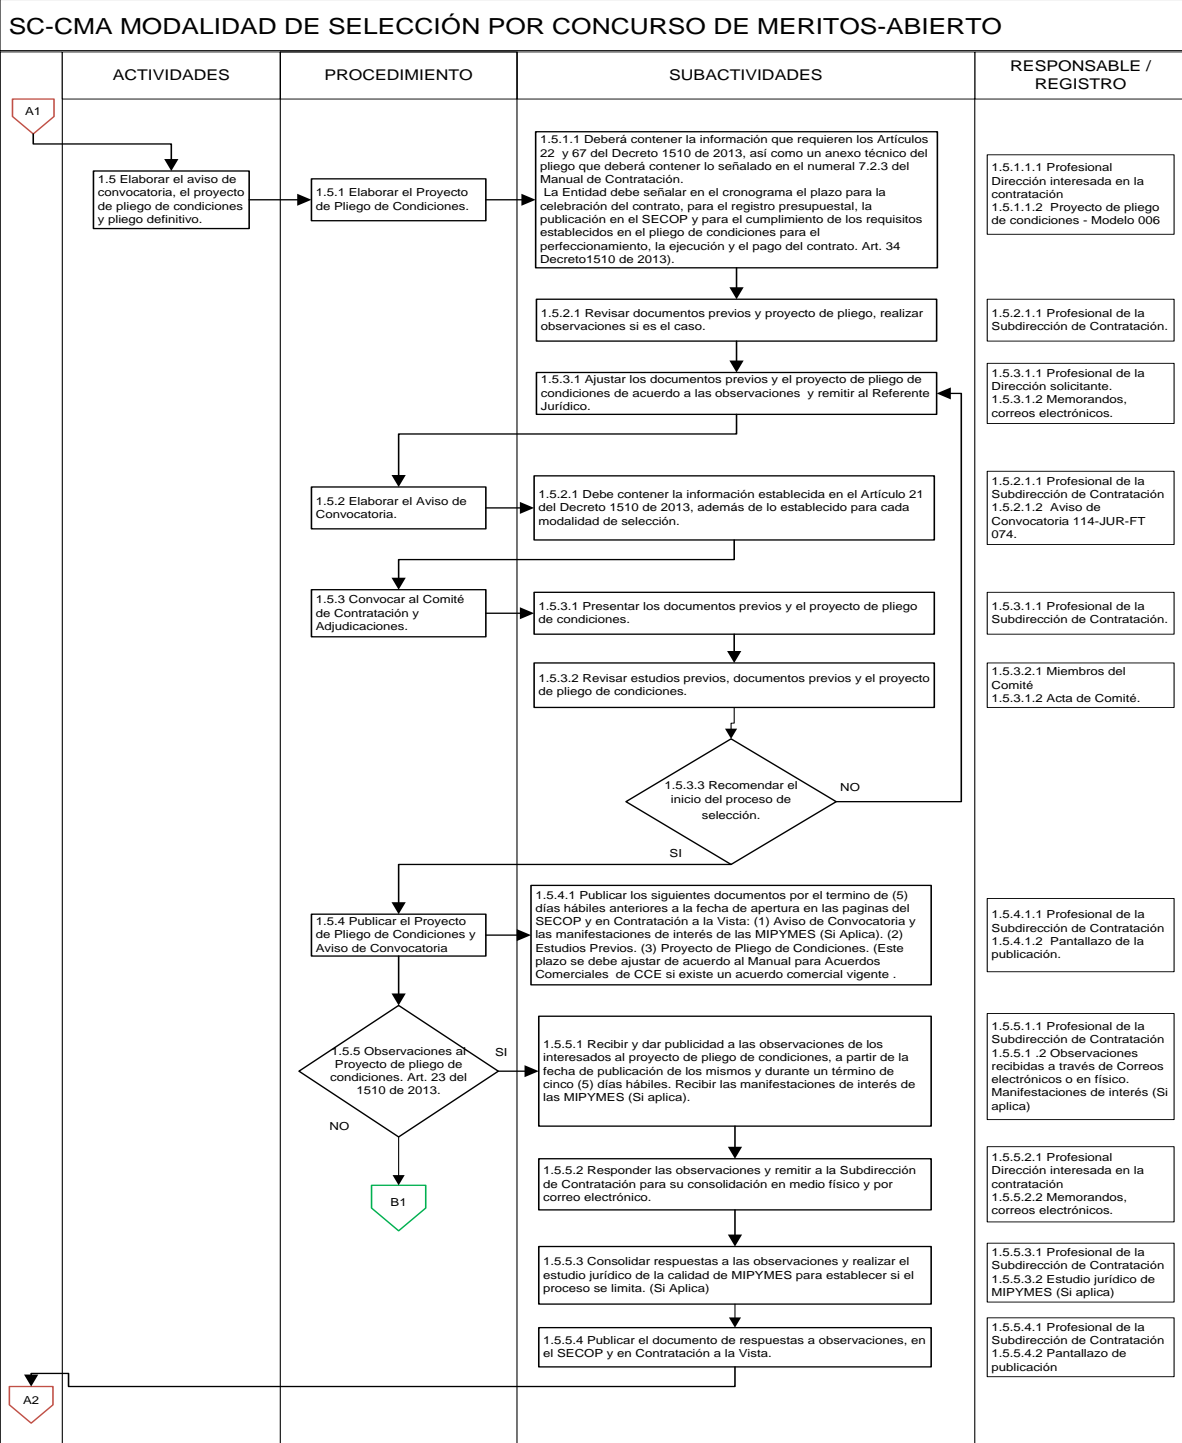 SC-CMA MODALIDAD DE SELECCIÓN POR CONCURSO DE MERITOS-ABIERTO
ACTIVIDADES
PROCEDIMIENTO
SUBACTIVIDADES
RESPONSABLE /
REGISTRO
A1
1.5 Elaborar el aviso de
convocatoria, el proyecto
de pliego de condiciones
y pliego definitivo.
1.5.1 Elaborar el Proyecto
de Pliego de Condiciones.
1.5.1.1 Deberá contener la información que requieren los Artículos
22  y 67 del Decreto 1510 de 2013, así como un anexo técnico del
pliego que deberá contener lo señalado en el numeral 7.2.3 del
Manual de Contratación.
La Entidad debe señalar en el cronograma el plazo para la
celebración del contrato, para el registro presupuestal, la
publicación en el SECOP y para el cumplimiento de los requisitos
establecidos en el pliego de condiciones para el
perfeccionamiento, la ejecución y el pago del contrato. Art. 34
Decreto1510 de 2013).
1.5.1.1.1 Profesional
Dirección interesada en la
contratación
1.5.1.1.2  Proyecto de pliego
de condiciones - Modelo 006
1.5.2.1 Revisar documentos previos y proyecto de pliego, realizar
observaciones si es el caso.
1.5.2.1.1 Profesional de la
Subdirección de Contratación.
1.5.3.1 Ajustar los documentos previos y el proyecto de pliego de
condiciones de acuerdo a las observaciones  y remitir al Referente
Jurídico.
1.5.3.1.1 Profesional de la
Dirección solicitante.
1.5.3.1.2 Memorandos,
correos electrónicos.
1.5.2 Elaborar el Aviso de
Convocatoria.
1.5.2.1 Debe contener la información establecida en el Artículo 21
del Decreto 1510 de 2013, además de lo establecido para cada
modalidad de selección.
1.5.2.1.1 Profesional de la
Subdirección de Contratación
1.5.2.1.2  Aviso de
Convocatoria 114-JUR-FT
074.
1.5.3 Convocar al Comité
de Contratación y
Adjudicaciones.
1.5.3.1 Presentar los documentos previos y el proyecto de pliego
de condiciones.
1.5.3.1.1 Profesional de la
Subdirección de Contratación.
1.5.3.2 Revisar estudios previos, documentos previos y el proyecto
de pliego de condiciones.
1.5.3.2.1 Miembros del
Comité
1.5.3.1.2 Acta de Comité.
1.5.3.3 Recomendar el
inicio del proceso de
selección.
NO
SI
1.5.4 Publicar el Proyecto
de Pliego de Condiciones y
Aviso de Convocatoria
1.5.4.1 Publicar los siguientes documentos por el termino de (5)
días hábiles anteriores a la fecha de apertura en las paginas del
SECOP y en Contratación a la Vista: (1) Aviso de Convocatoria y
las manifestaciones de interés de las MIPYMES (Si Aplica). (2)
Estudios Previos. (3) Proyecto de Pliego de Condiciones. (Este
plazo se debe ajustar de acuerdo al Manual para Acuerdos
Comerciales  de CCE si existe un acuerdo comercial vigente .
1.5.4.1.1 Profesional de la
Subdirección de Contratación
1.5.4.1.2  Pantallazo de la
publicación.
1.5.5 Observaciones al
Proyecto de pliego de
condiciones. Art. 23 del
1510 de 2013.
SI
NO
1.5.5.1 Recibir y dar publicidad a las observaciones de los
interesados al proyecto de pliego de condiciones, a partir de la
fecha de publicación de los mismos y durante un término de
cinco (5) días hábiles. Recibir las manifestaciones de interés de
las MIPYMES (Si aplica).
1.5.5.1.1 Profesional de la
Subdirección de Contratación
1.5.5.1 .2 Observaciones
recibidas a través de Correos
electrónicos o en físico.
Manifestaciones de interés (Si
aplica)
B1
1.5.5.2 Responder las observaciones y remitir a la Subdirección
de Contratación para su consolidación en medio físico y por
correo electrónico.
1.5.5.2.1 Profesional
Dirección interesada en la
contratación
1.5.5.2.2 Memorandos,
correos electrónicos.
1.5.5.3 Consolidar respuestas a las observaciones y realizar el
estudio jurídico de la calidad de MIPYMES para establecer si el
proceso se limita. (Si Aplica)
1.5.5.3.1 Profesional de la
Subdirección de Contratación
1.5.5.3.2 Estudio jurídico de
MIPYMES (Si aplica)
1.5.5.4 Publicar el documento de respuestas a observaciones, en
el SECOP y en Contratación a la Vista.
1.5.5.4.1 Profesional de la
Subdirección de Contratación
1.5.5.4.2 Pantallazo de
publicación
A2